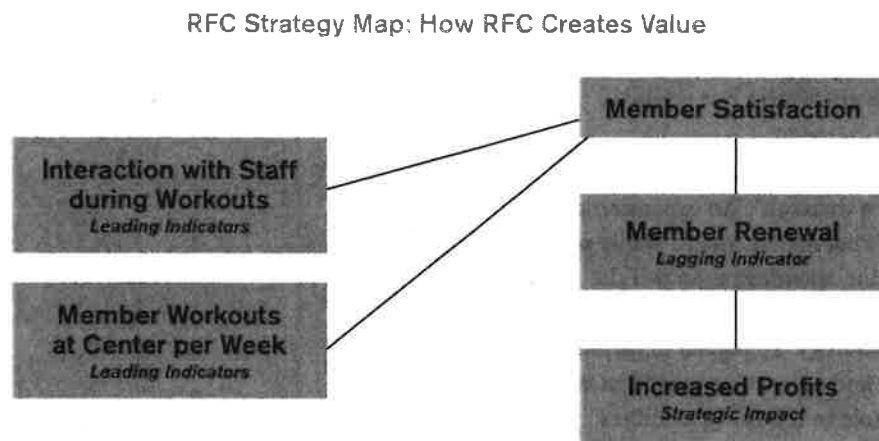 RFC Strategy Map: How RFC Creates Value
Member Satisfaction
Interaction with Staff
during Workouts
Leading Indicators
Member Renewal
Lagging Indicator
Member Workouts
at Center per Week
Leading Indicators
Increased Profits
Strategic Impact